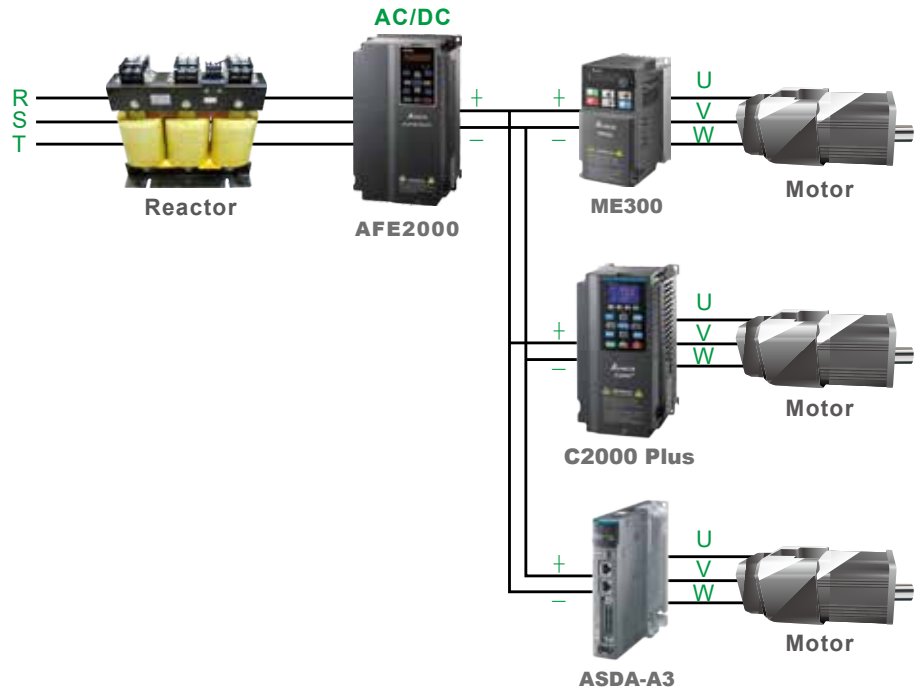 AC/DC
R
S
T
+
−
+
−
U
V
W
Reactor
AFE2000
ME300
Motor
+
−
U
V
W
C2000 Plus
Motor
+
−
U
V
W
ASDA-A3
Motor